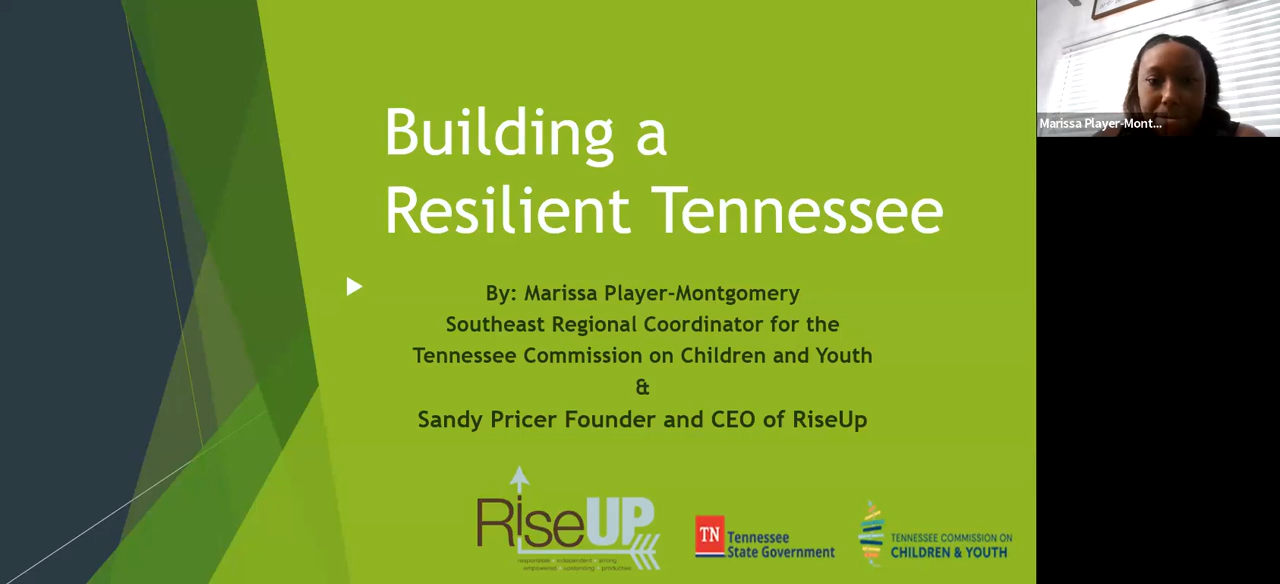 Building a
Resilient Tennessee
By: Marissa Player-Montgomery
Southeast Regional Coordinator for the
Tennessee Commission on Children and Youth
&
Sandy Pricer Founder and CEO of RiseUp
RiseUP
TN
Tennessee
State Government
TENNESSEE COMMISSION ON
CHILDREN & YOUTH
Marissa Player-Mont...